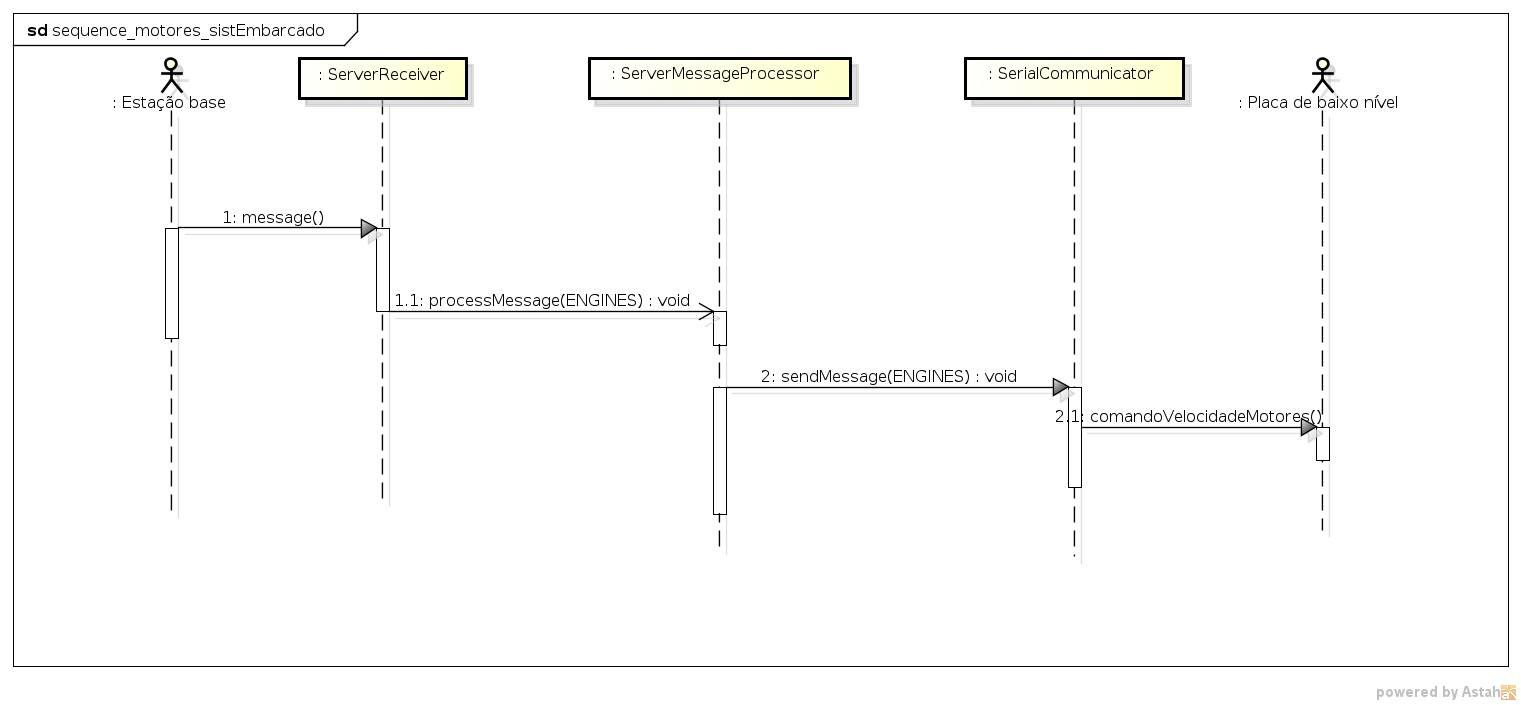 sd sequence_motores_sistEmbarcado
: Estação base
: ServerReceiver
: ServerMessageProcessor
: SerialCommunicator
: Placa de baixo nível
1: message()
1.1: processMessage(ENGINES) : void
2: sendMessage(ENGINES) : void
2.1: comandoVelocidadeMotores()
powered by Astah